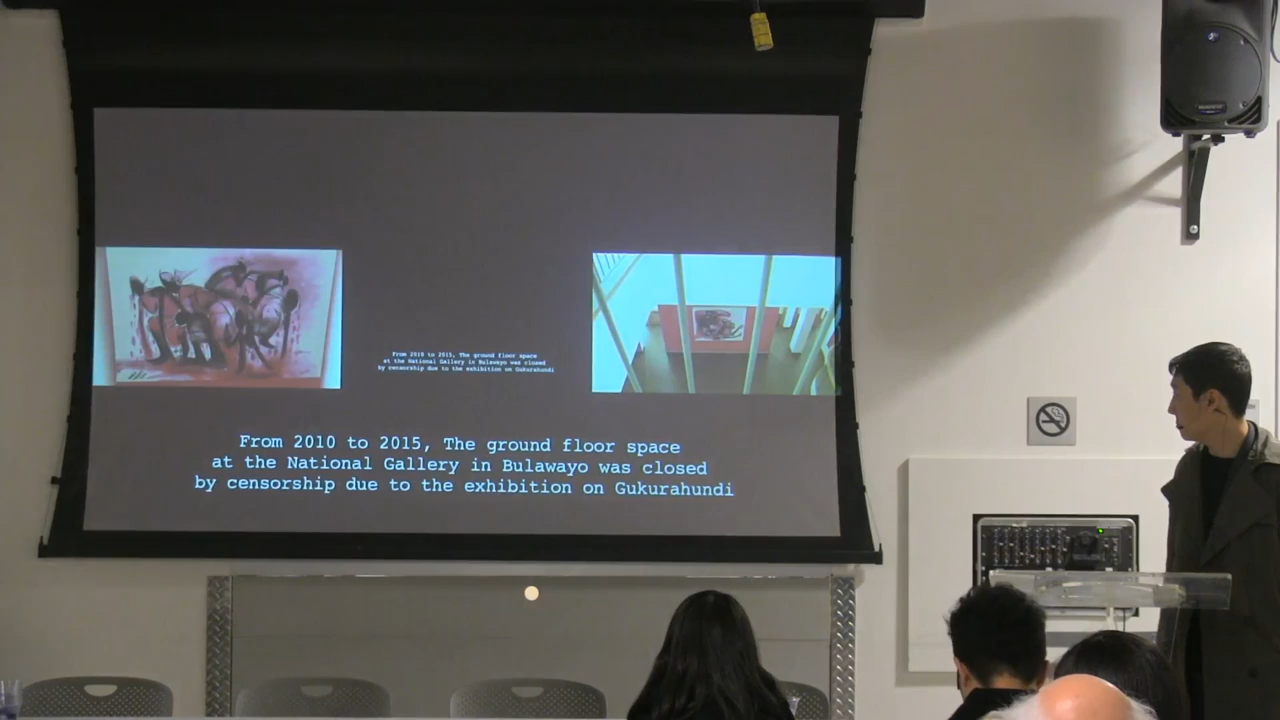 From 2010 to 2015, The ground floor space
at the National Gallery in Bulawayo was closed
by censorship due to the exhibition on Gukurahundi
From 2010 to 2015, The ground floor space
at the National Gallery in Bulawayo was closed
by censorship due to the exhibition on Gukurahundi